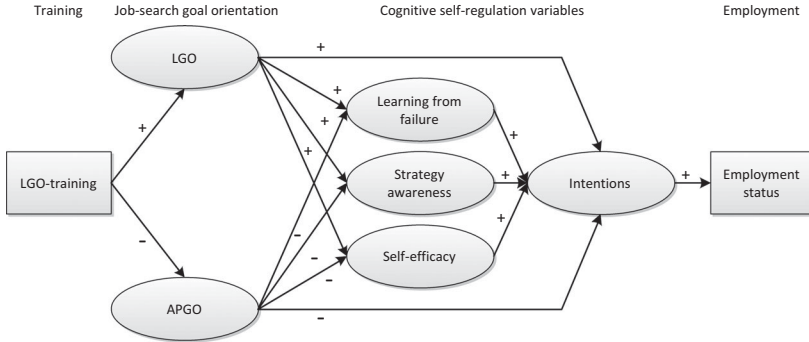 Training Job-search goal orientation Cognitive self-regulation variables Employment
LGO
+
+
+
Learning from
failure
+
+
+
+
LGO-training
Strategy
awareness
+
Intentions
+
Employment
status
+
-
-
-
Self-efficacy
-
APGO
-